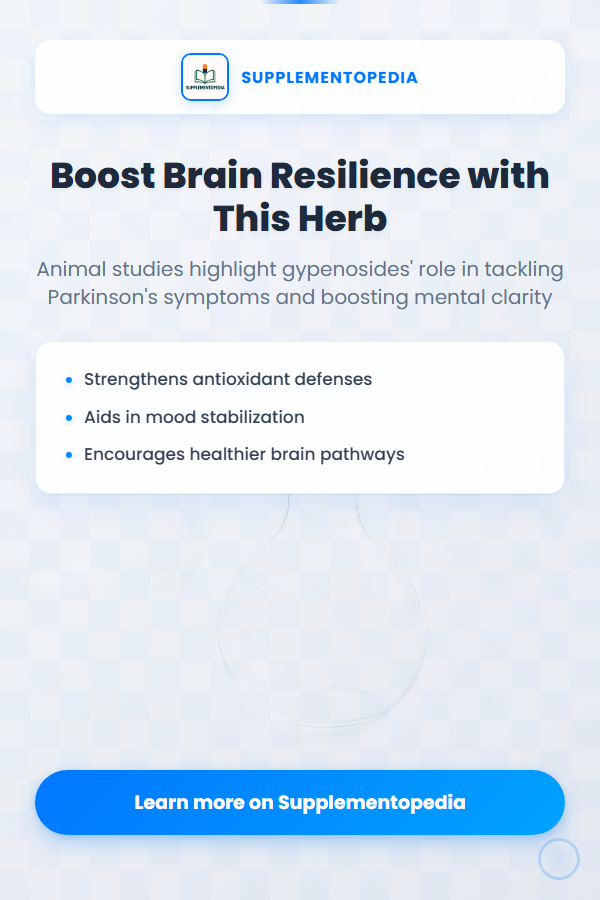 SUPPLEMENTOPEDIA
SUPPLEMENTOPEDIA
Boost Brain Resilience with
This Herb
Animal studies highlight gypenosides' role in tackling
Parkinson's symptoms and boosting mental clarity
Strengthens antioxidant defenses
Aids in mood stabilization
Encourages healthier brain pathways
Learn more on Supplementopedia